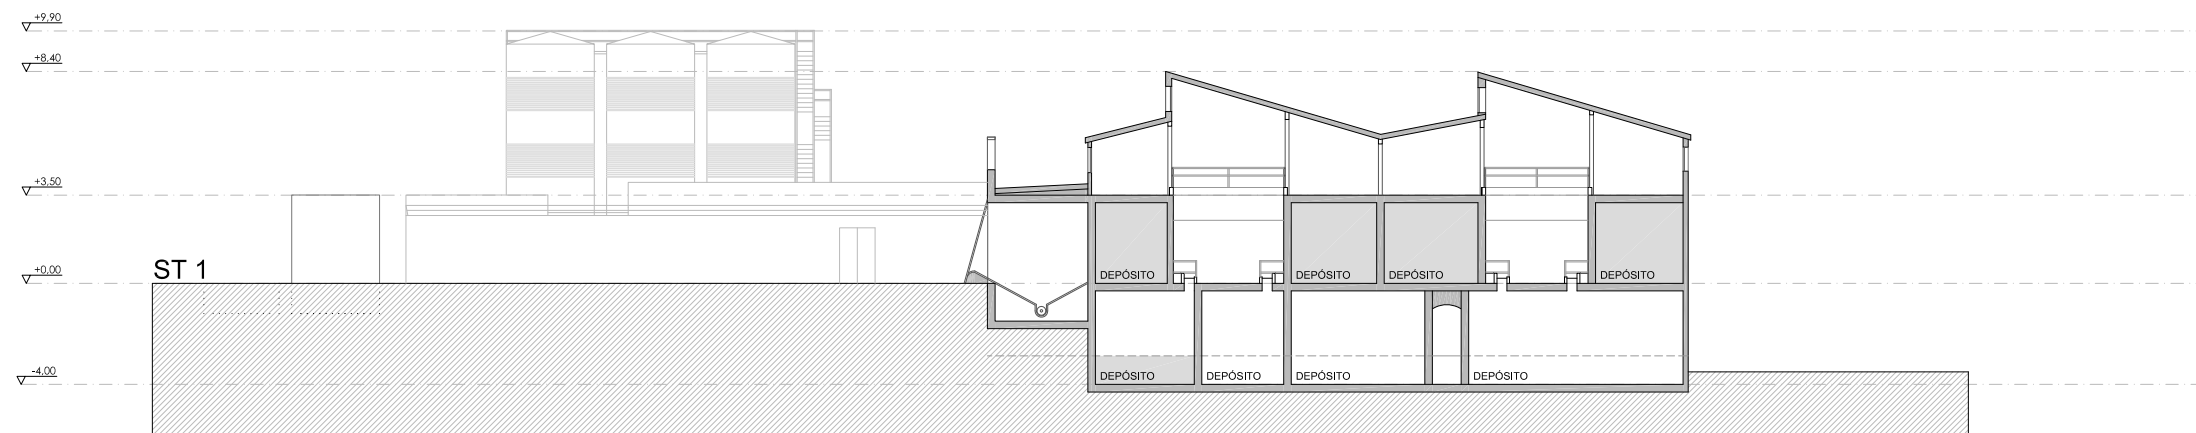 +9,90
+8,40
+3,50
+0,00
ST 1
DEPÓSITO DEPÓSITO DEPÓSITO DEPÓSITO
-4,00
DEPÓSITO DEPÓSITO DEPÓSITO DEPÓSITO